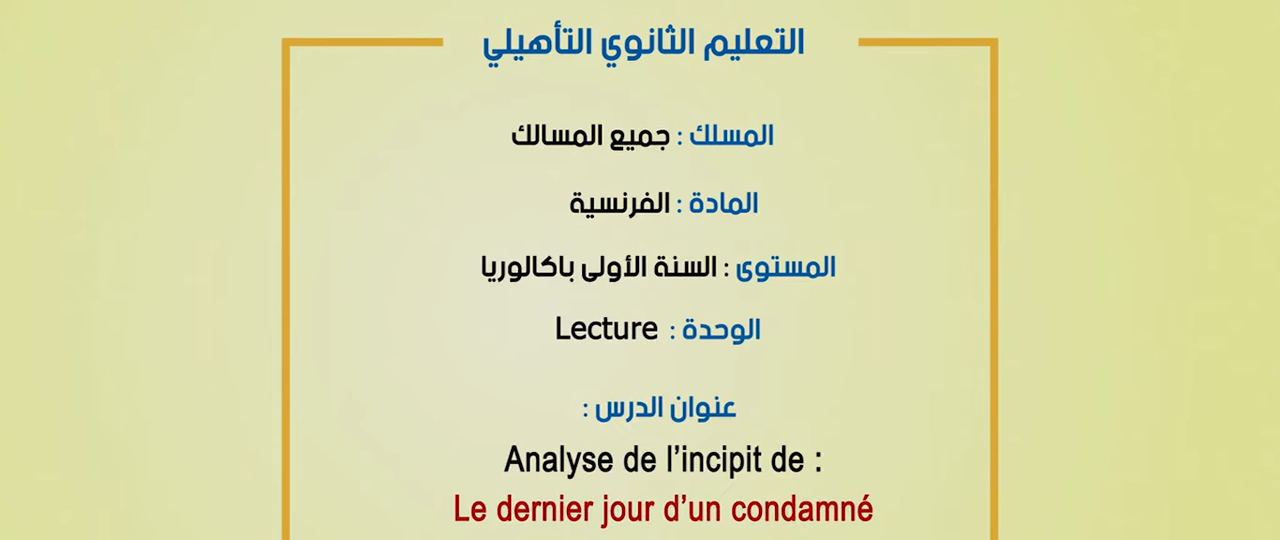 التعليم الثانوي التأهيلي
المسلك : جميع المسالك
المادة : الفرنسية
المستوى : السنة الأولى باكالوريا
الوحدة : Lecture
عنوان الدرس :
Analyse de l’incipit de :
Le dernier jour d’un condamné